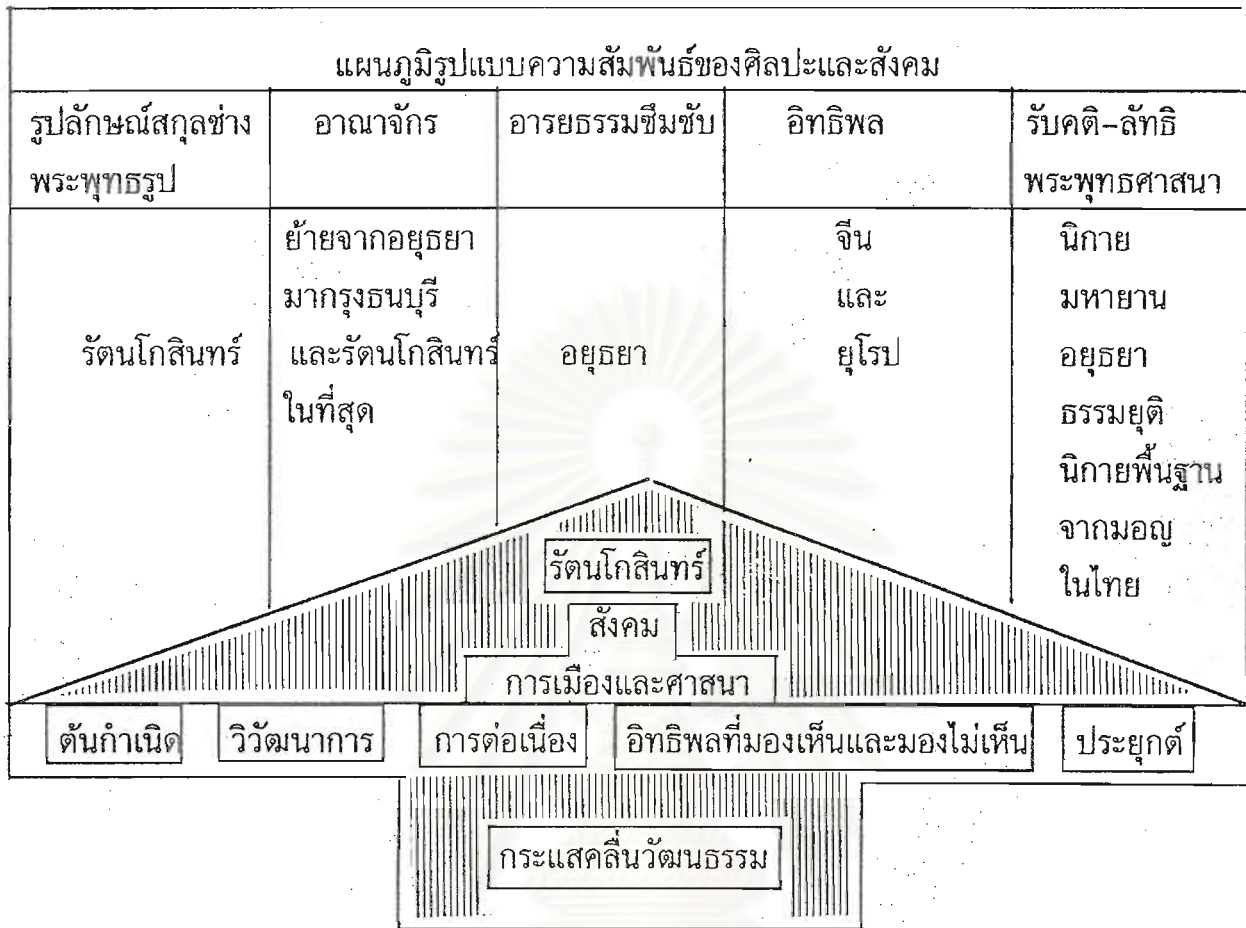 แผนภูมิรูปแบบความสัมพันธ์ของศิลปะและสังคม
รูปลักษณ์สกุลช่าง
พระพุทธรูป
อาณาจักร
อารยธรรมซึมซับ
อิทธิพล
รับคติ-ลัทธิ
พระพุทธศาสนา
รัตนโกสินทร์
ย้ายจากอยุธยา
มากรุงธนบุรี
และรัตนโกสินทร์
ในที่สุด
อยุธยา
จีน
และ
ยุโรป
นิกาย
มหายาน
อยุธยา
ธรรมยุติ
นิกายพื้นฐาน
จากมอญ
ในไทย
รัตนโกสินทร์
สังคม
การเมืองและศาสนา
ต้นกำเนิด
วิวัฒนาการ
การต่อเนื่อง
อิทธิพลที่มองเห็นและมองไม่เห็น
ประยุกต์
กระแสคลื่นวัฒนธรรม